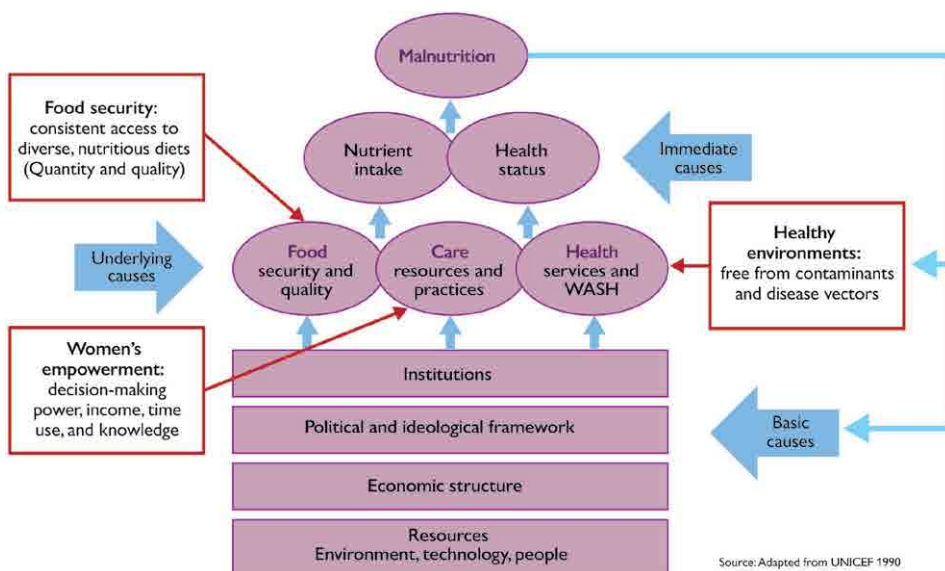 Malnutrition
Food security:
consistent access to
diverse, nutritious diets
(Quantity and quality)
Nutrient
intake
Health
status
Immediate
causes
Underlying
causes
Food
security and
quality
Care
resources and
practices
Health
services and
WASH
Healthy
environments:
free from contaminants
and disease vectors
Women's
empowerment:
decision-making
power, income, time
use, and knowledge
Institutions
Political and ideological framework
Basic
causes
Economic structure
Resources
Environment, technology, people
Source: Adapted from UNICEF 1990